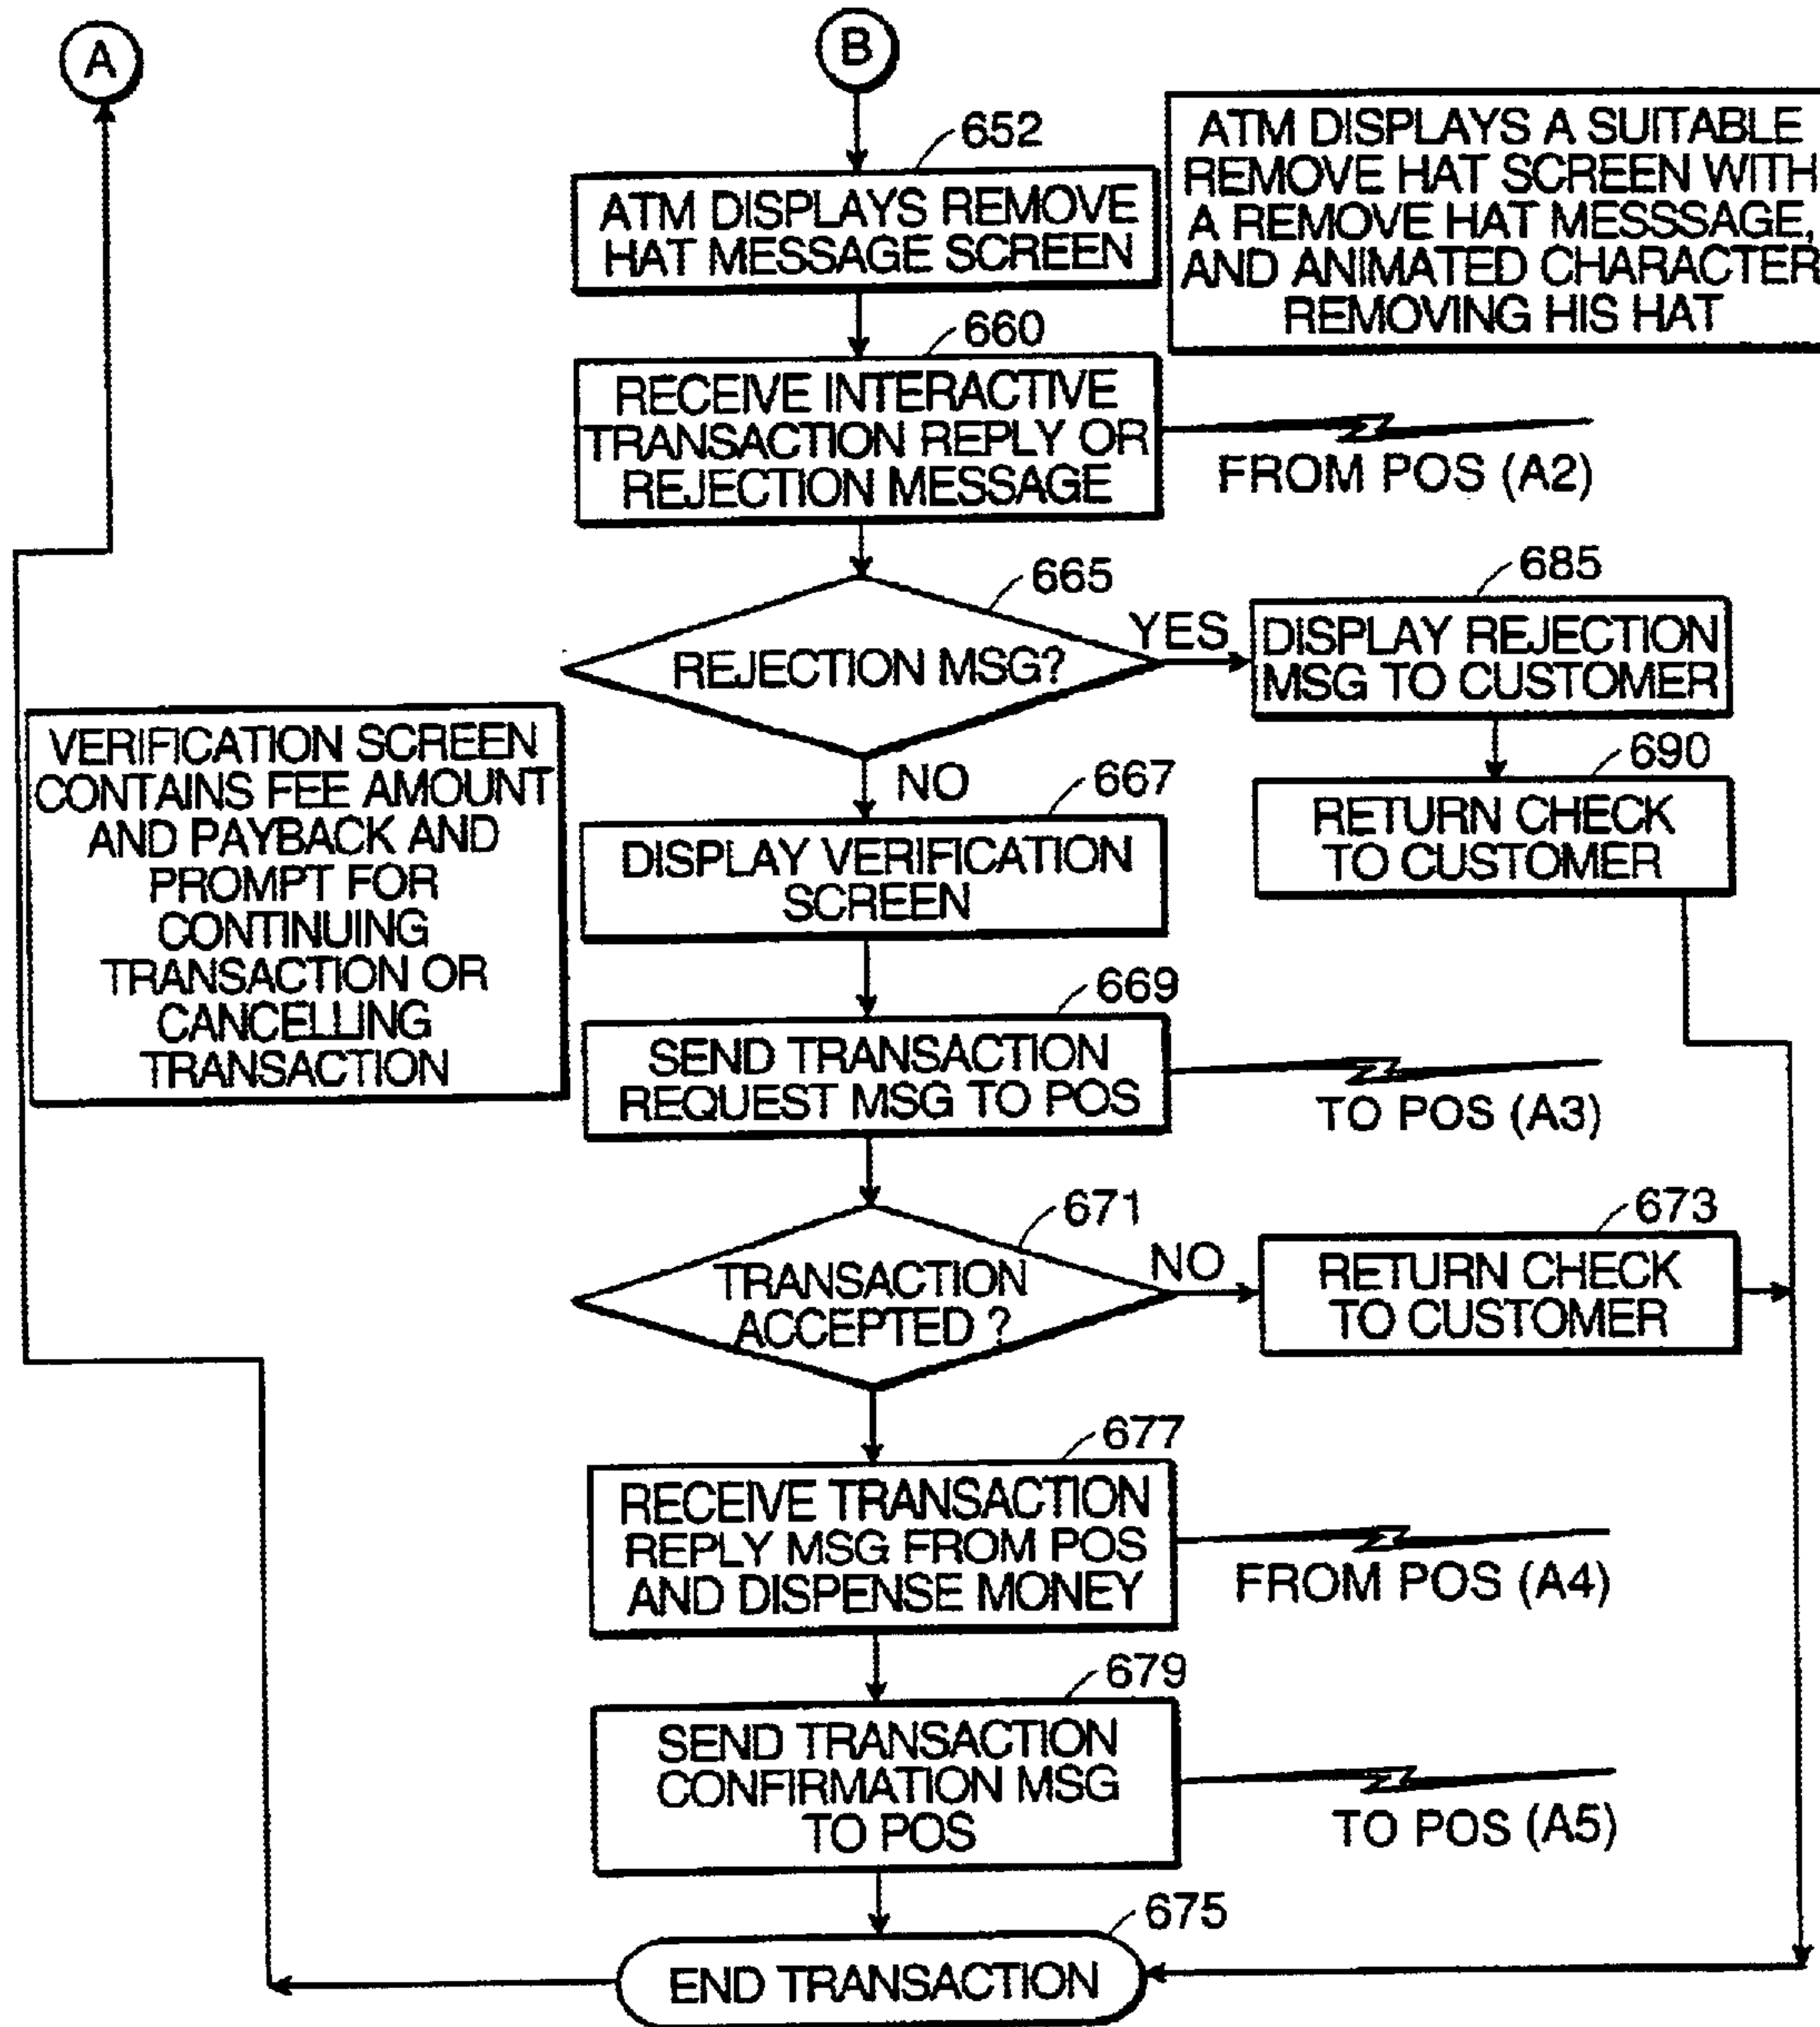 A
B
652
ATM DISPLAYS REMOVE
HAT MESSAGE SCREEN
ATM DISPLAYS A SUITABLE
REMOVE HAT SCREEN WITH
A REMOVE HAT MESSSAGE,
AND ANIMATED CHARACTER
REMOVING HIS HAT
660
RECEIVE INTERACTIVE
TRANSACTION REPLY OR
REJECTION MESSAGE
FROM POS (A2)
665
REJECTION MSG?
YES
685
DISPLAY REJECTION
MSG TO CUSTOMER
690
RETURN CHECK
TO CUSTOMER
VERIFICATION SCREEN
CONTAINS FEE AMOUNT
AND PAYBACK AND
PROMPT FOR
CONTINUING
TRANSACTION OR
CANCELLING
TRANSACTION
NO
667
DISPLAY VERIFICATION
SCREEN
669
SEND TRANSACTION
REQUEST MSG TO POS
TO POS (A3)
671
TRANSACTION
ACCEPTED ?
NO
673
RETURN CHECK
TO CUSTOMER
677
RECEIVE TRANSACTION
REPLY MSG FROM POS
AND DISPENSE MONEY
FROM POS (A4)
679
SEND TRANSACTION
CONFIRMATION MSG
TO POS
TO POS (A5)
675
END TRANSACTION